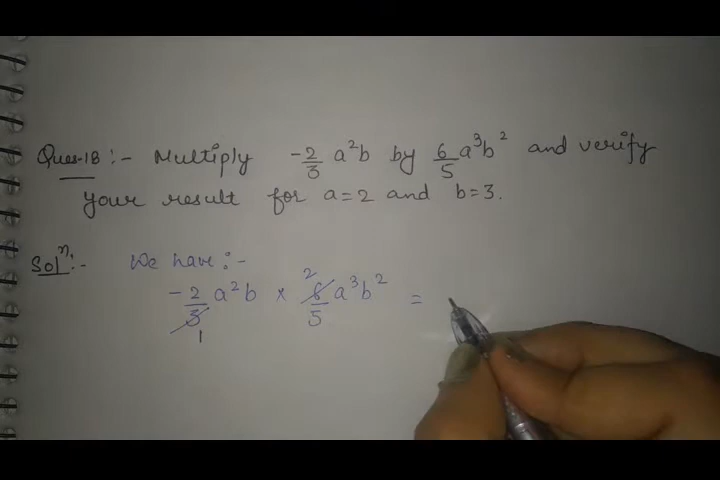 Ques-18:- Multiply -2/3 a²b by 6/5 a³b² and verify
your result for a=2 and b=3.
Solⁿ:- We have:-
-2/3 a²b × 6/5 a³b² =
2
1